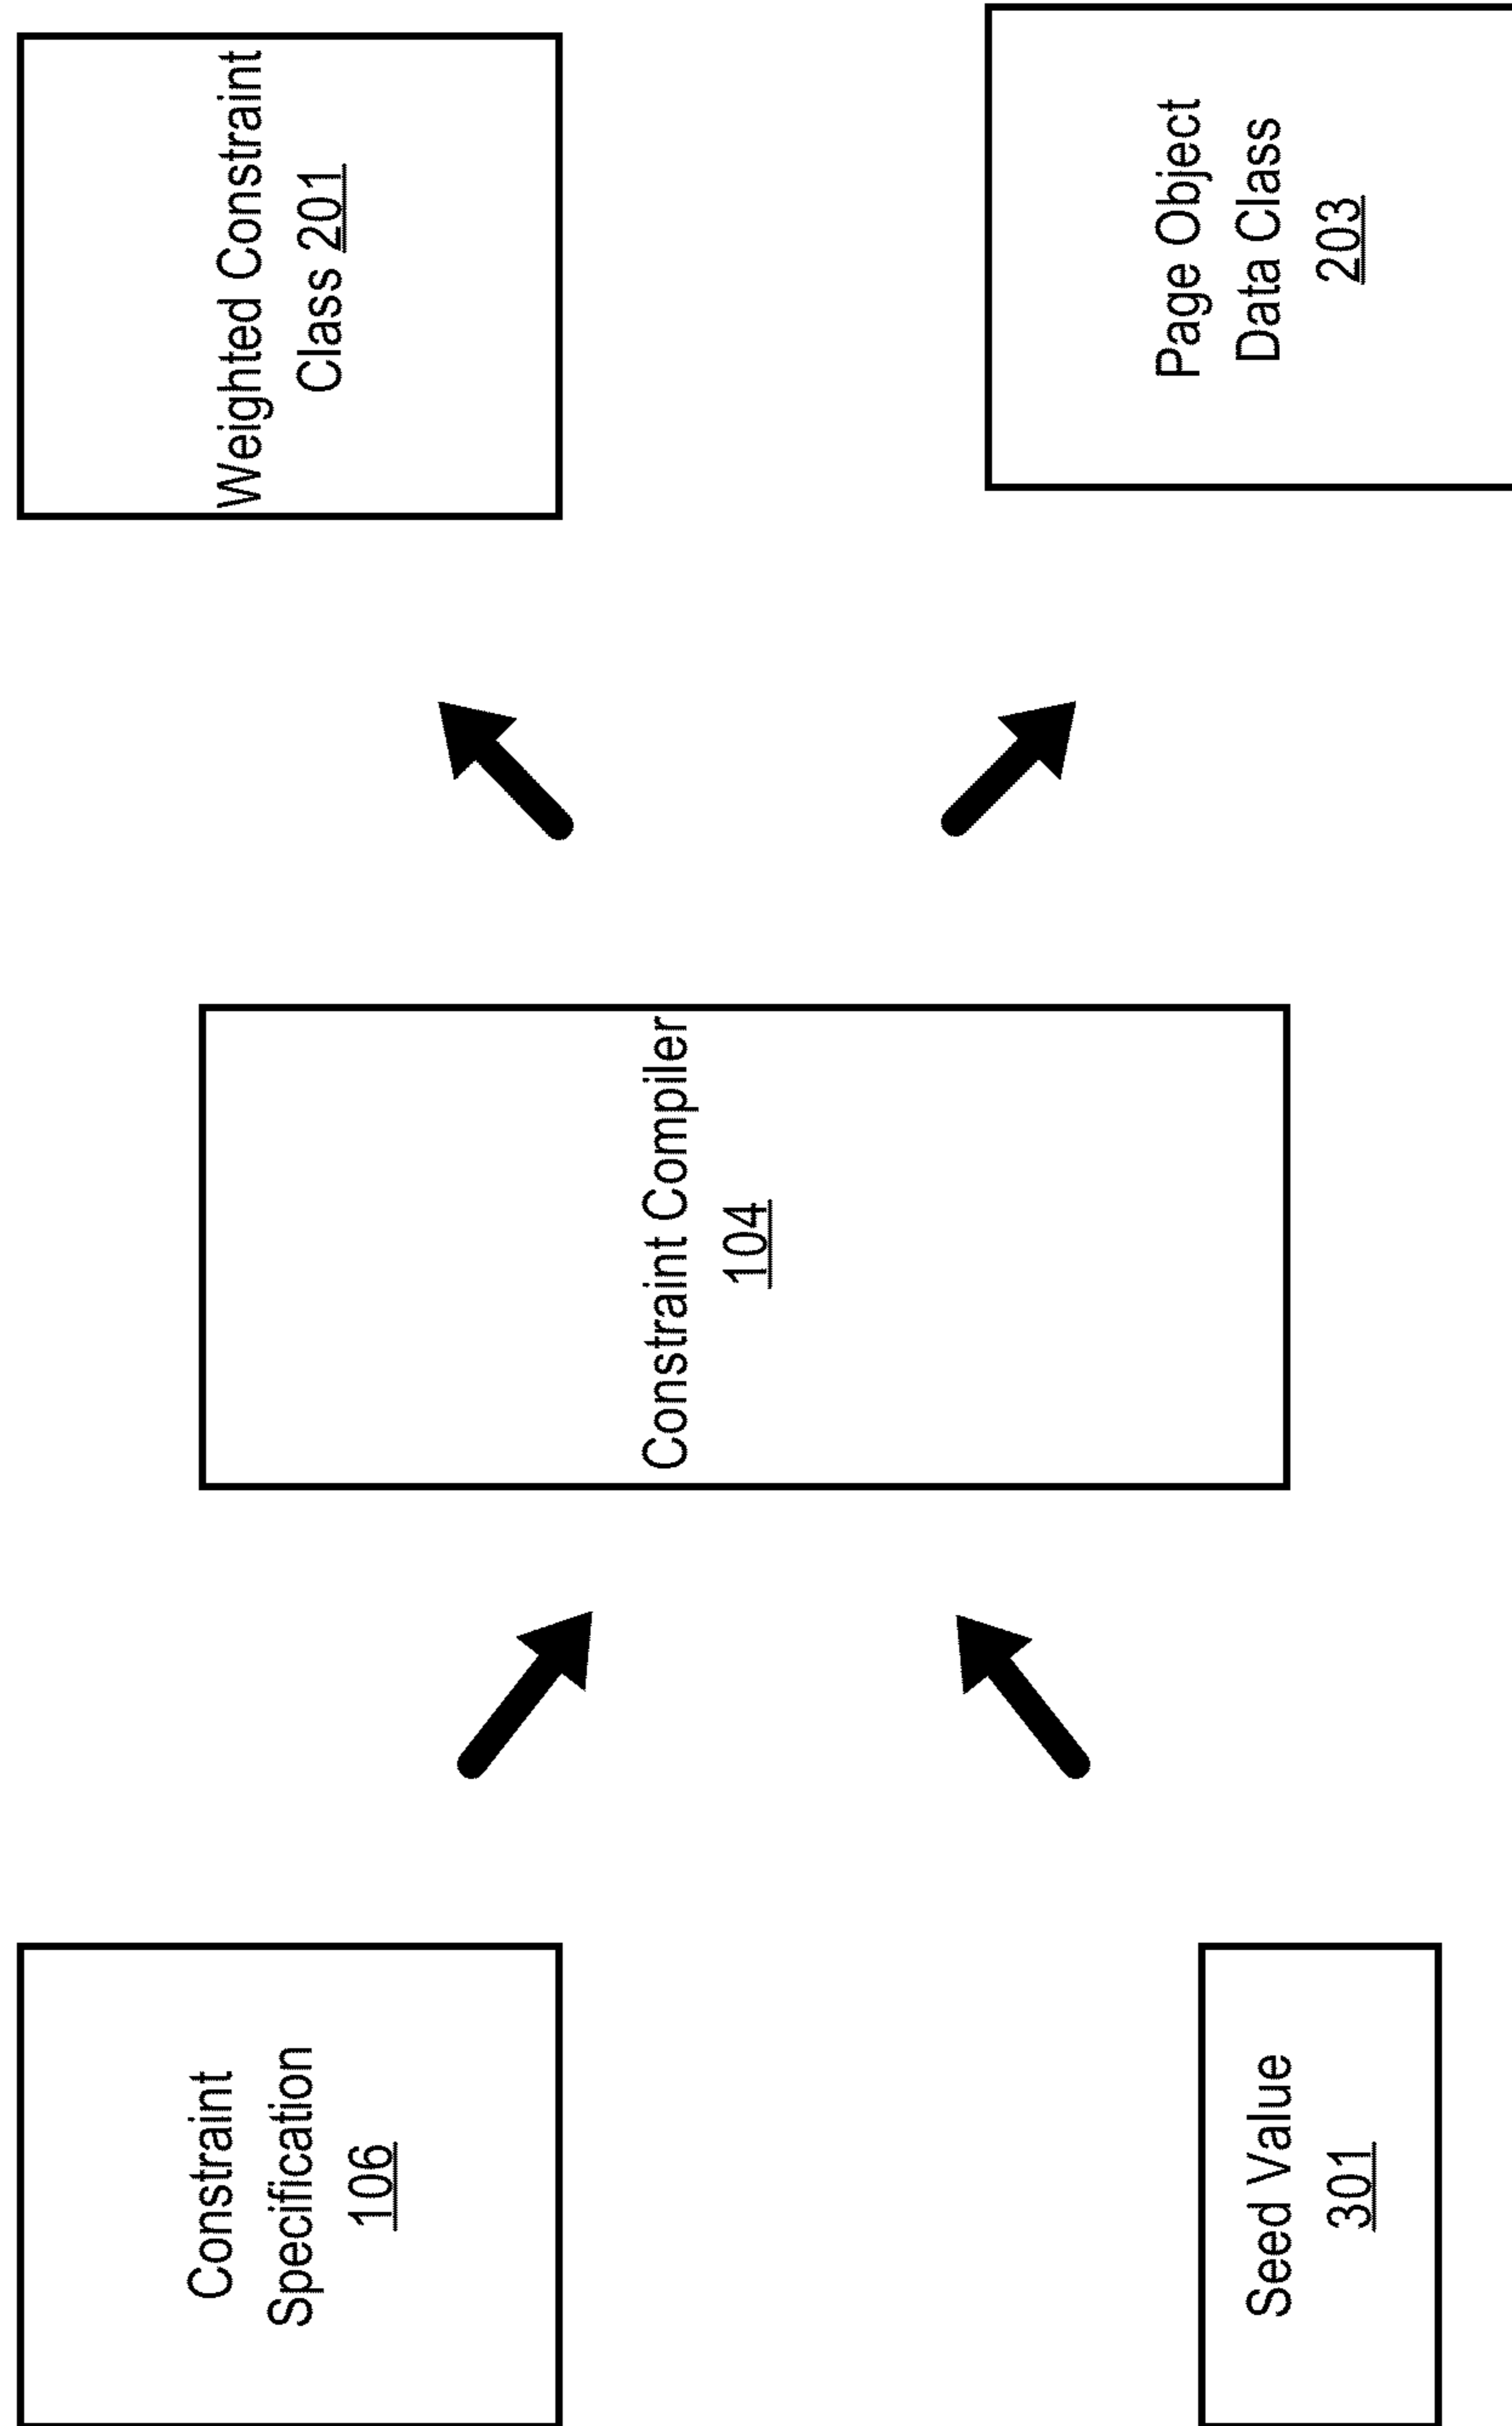 Constraint
Specification
106
Seed Value
301
Constraint Compiler
104
Weighted Constraint
Class 201
Page Object
Data Class
203